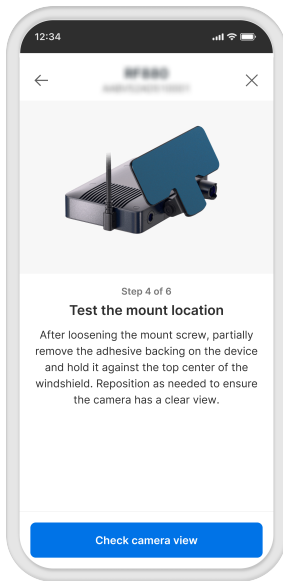 12:34
Step 4 of 6
Test the mount location
After loosening the mount screw, partially
remove the adhesive backing on the device
and hold it against the top center of the
windshield. Reposition as needed to ensure
the camera has a clear view.
Check camera view